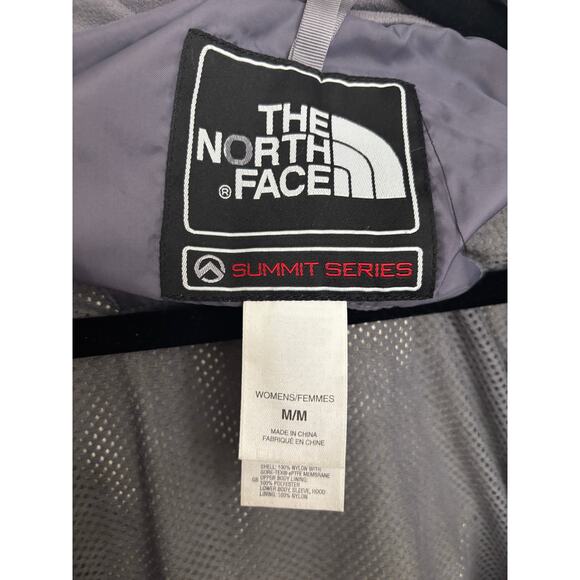 THE
NORTH
® FACE
SUMMIT SERIES
WOMENS/FEMMES
M/M
MADE IN CHINA
FABRIQUÉ EN CHINE
SHELL: 100% NYLON WITH
GORE-TEX® ePTFE MEMBRANE
UPPER BODY LINING:
GB 100% POLYESTER
LOWER BODY, SLEEVE, HOOD
LINING: 100% NYLON